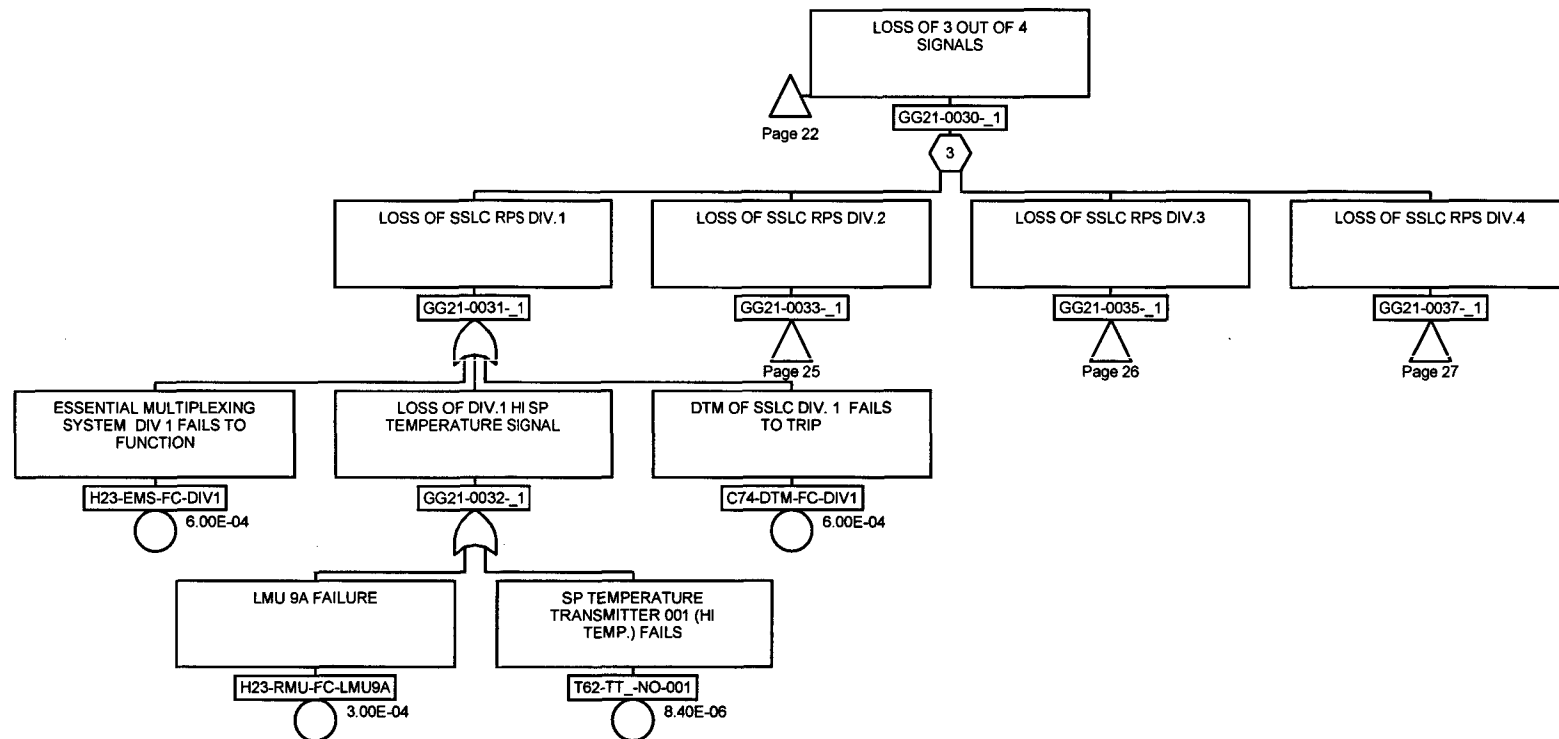 LOSS OF 3 OUT OF 4
SIGNALS
Page 22
GG21-0030-_1
3
LOSS OF SSLC RPS DIV.1
LOSS OF SSLC RPS DIV.2
LOSS OF SSLC RPS DIV.3
LOSS OF SSLC RPS DIV.4
GG21-0031-_1
GG21-0033-_1
GG21-0035-_1
GG21-0037-_1
Page 25
Page 26
Page 27
ESSENTIAL MULTIPLEXING
SYSTEM DIV 1 FAILS TO
FUNCTION
LOSS OF DIV.1 HI SP
TEMPERATURE SIGNAL
DTM OF SSLC DIV. 1 FAILS
TO TRIP
H23-EMS-FC-DIV1
6.00E-04
GG21-0032-_1
C74-DTM-FC-DIV1
6.00E-04
LMU 9A FAILURE
SP TEMPERATURE
TRANSMITTER 001 (HI
TEMP.) FAILS
H23-RMU-FC-LMU9A
3.00E-04
T62-TT_-NO-001
8.40E-06